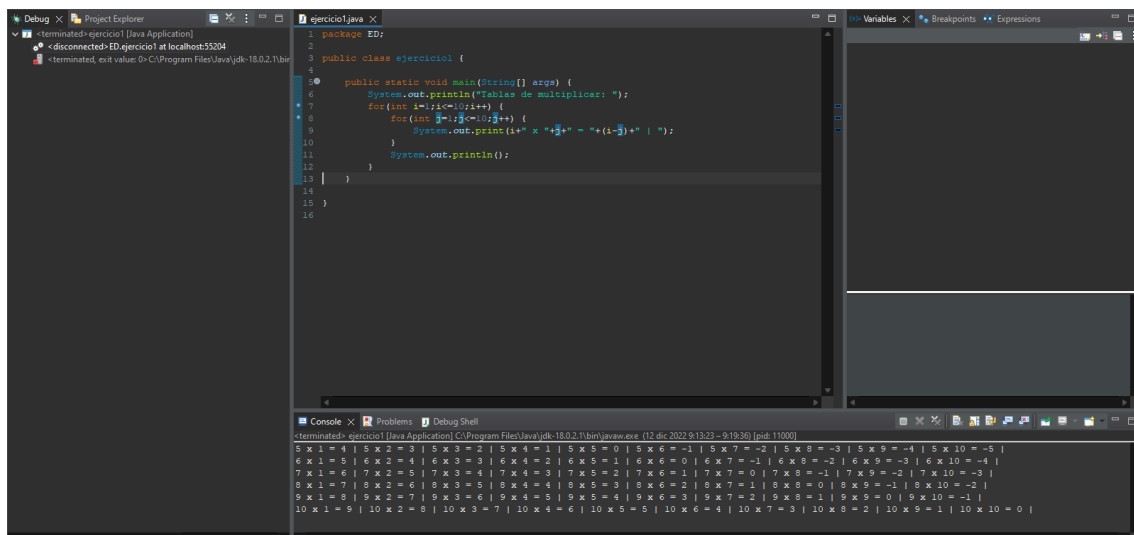 Debug
Project Explorer
<terminated>ejercicio1 [Java Application]
<disconnected>ED.ejercicio1 at localhost:55204
<terminated, exit value: 0>C:\Program Files\Java\jdk-18.0.2.1\bin
ejercicio1.java
1 package ED;
2
3 public class ejercicio1 {
4
5 public static void main(String[] args) {
6 System.out.println("Tablas de multiplicar: ");
7 for(int i=1;i<=10;i++) {
8 for(int j=1;j<=10;j++) {
9 System.out.print(i+" x "+j+" = "+(i-j)+" | ");
10 }
11 System.out.println();
12 }
13 }
14
15 }
16
Variables
Breakpoints
Expressions
Console
Problems
Debug Shell
<terminated> ejercicio1 [Java Application] C:\Program Files\Java\jdk-18.0.2.1\bin\javaw.exe (12 dic 2022 9:13:23 – 9:19:36) [pid: 11000]
5 x 1 = 4 | 5 x 2 = 3 | 5 x 3 = 2 | 5 x 4 = 1 | 5 x 5 = 0 | 5 x 6 = -1 | 5 x 7 = -2 | 5 x 8 = -3 | 5 x 9 = -4 | 5 x 10 = -5 |
6 x 1 = 5 | 6 x 2 = 4 | 6 x 3 = 3 | 6 x 4 = 2 | 6 x 5 = 1 | 6 x 6 = 0 | 6 x 7 = -1 | 6 x 8 = -2 | 6 x 9 = -3 | 6 x 10 = -4 |
7 x 1 = 6 | 7 x 2 = 5 | 7 x 3 = 4 | 7 x 4 = 3 | 7 x 5 = 2 | 7 x 6 = 1 | 7 x 7 = 0 | 7 x 8 = -1 | 7 x 9 = -2 | 7 x 10 = -3 |
8 x 1 = 7 | 8 x 2 = 6 | 8 x 3 = 5 | 8 x 4 = 4 | 8 x 5 = 3 | 8 x 6 = 2 | 8 x 7 = 1 | 8 x 8 = 0 | 8 x 9 = -1 | 8 x 10 = -2 |
9 x 1 = 8 | 9 x 2 = 7 | 9 x 3 = 6 | 9 x 4 = 5 | 9 x 5 = 4 | 9 x 6 = 3 | 9 x 7 = 2 | 9 x 8 = 1 | 9 x 9 = 0 | 9 x 10 = -1 |
10 x 1 = 9 | 10 x 2 = 8 | 10 x 3 = 7 | 10 x 4 = 6 | 10 x 5 = 5 | 10 x 6 = 4 | 10 x 7 = 3 | 10 x 8 = 2 | 10 x 9 = 1 | 10 x 10 = 0 |